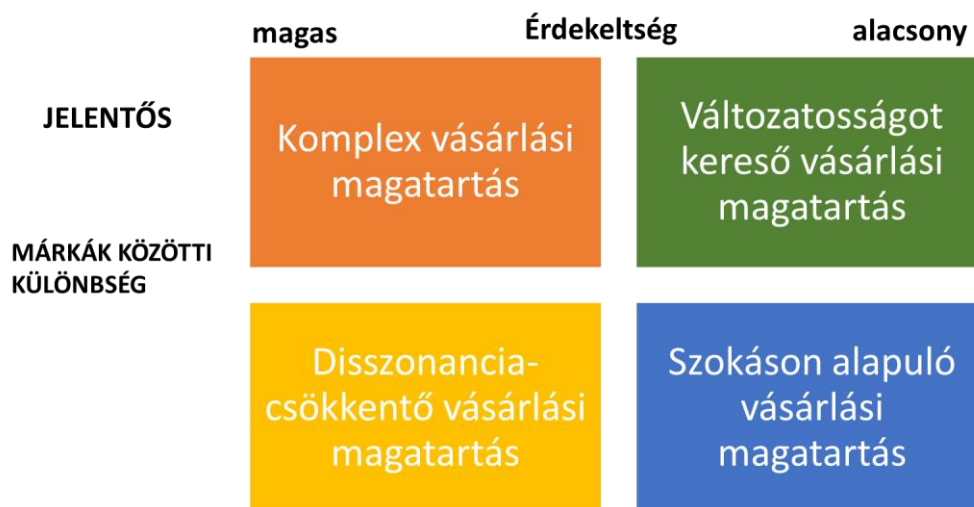 magas Érdekeltség alacsony
JELENTŐS
Komplex vásárlási
magatartás
Változatosságot
kereső vásárlási
magatartás
MÁRKÁK KÖZÖTTI
KÜLÖNBSÉG
Disszonancia-
csökkentő vásárlási
magatartás
Szokáson alapuló
vásárlási
magatartás